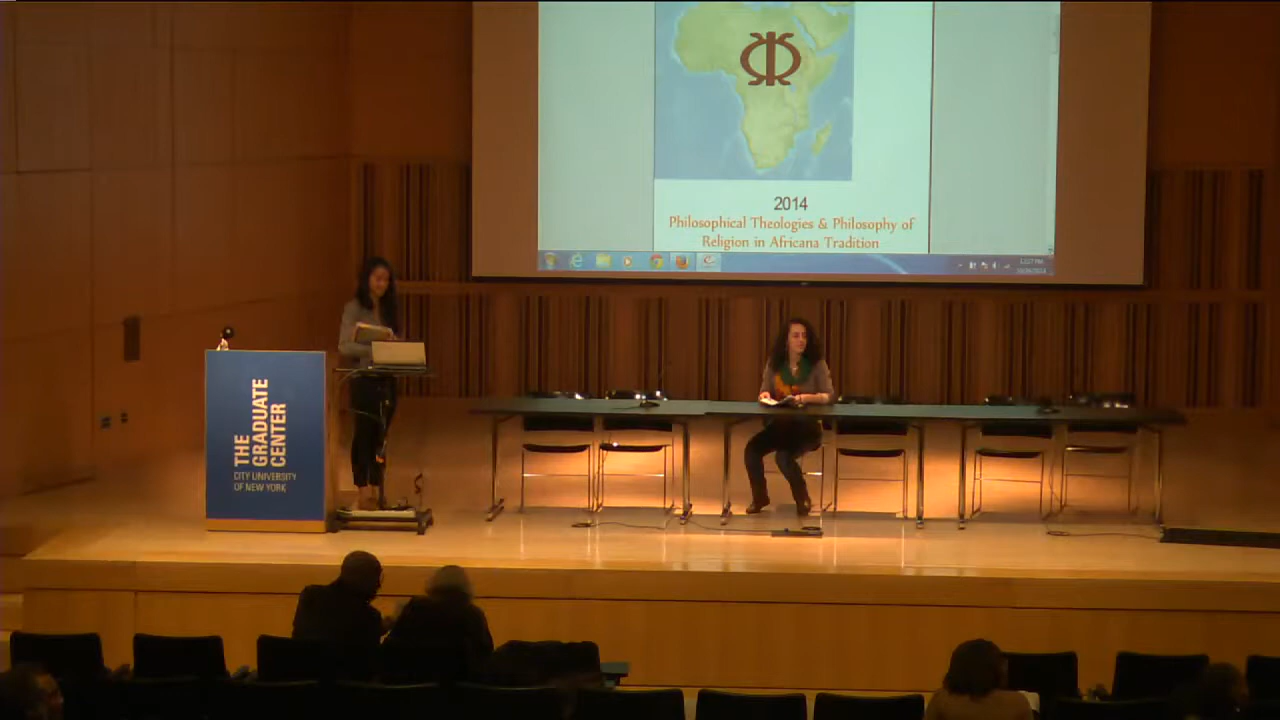 2014
Philosophical Theologies & Philosophy of
Religion in Africana Tradition
THE
GRADUATE
CENTER
CITY UNIVERSITY
OF NEW YORK